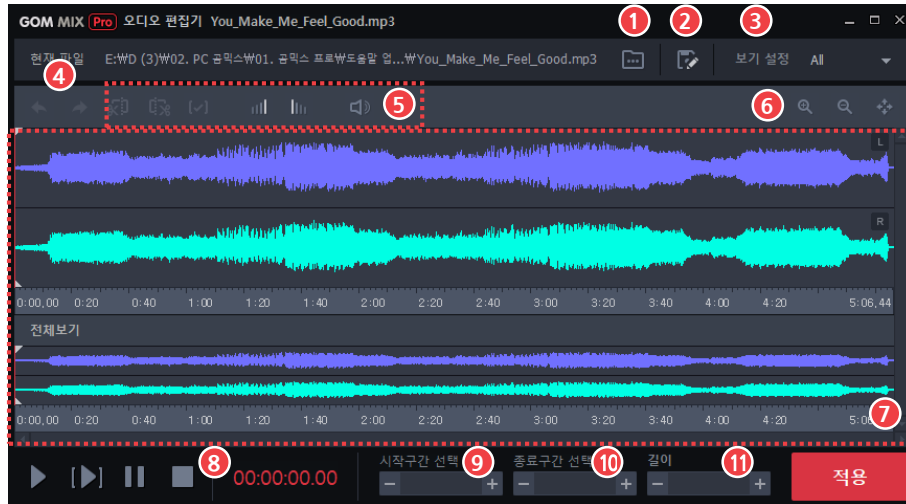 GOM MIX Pro 오디오 편집기 You_Make_Me_Feel_Good.mp3
1 2 3
현재 파일 E:₩D (3)₩02. PC 곰믹스₩01. 곰믹스 프로₩도움말 업...₩You_Make_Me_Feel_Good.mp3 보기 설정 All
4 5 6
L
R
0:00,00 0:20 0:40 1:00 1:20 1:40 2:00 2:20 2:40 3:00 3:20 3:40 4:00 4:20 5:06,44
전체보기
0:00,00 0:20 0:40 1:00 1:20 1:40 2:00 2:20 2:40 3:00 3:20 3:40 4:00 4:20 7
8 00:00:00.00 시작구간 선택 9 종료구간 선택 10 길이 11 적용